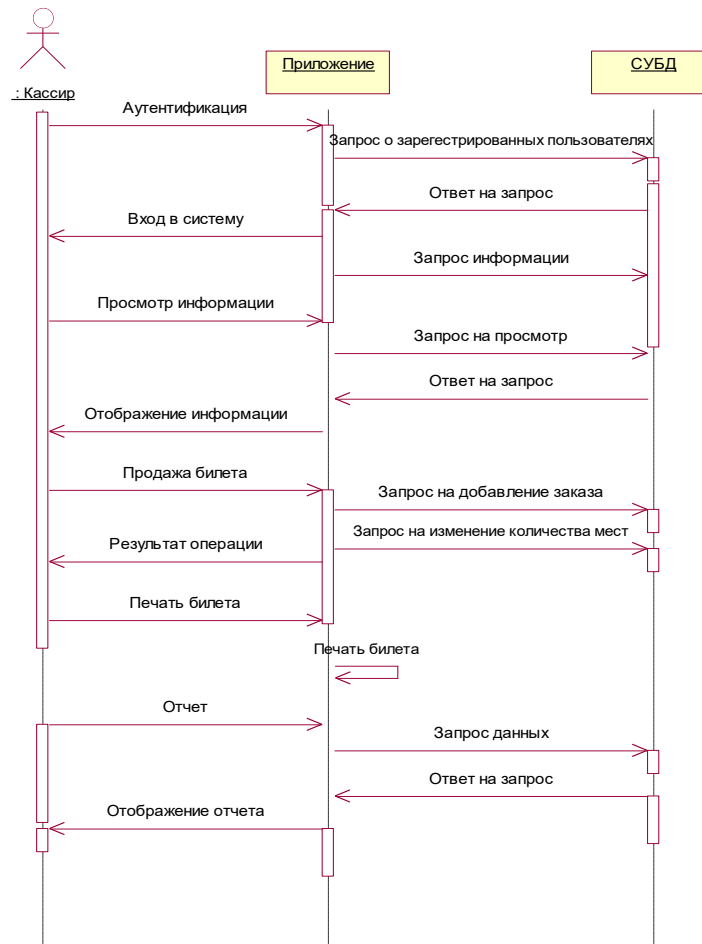 Приложение
СУБД
: Кассир
Аутентификация
Запрос о зарегестрированных пользователях
Ответ на запрос
Вход в систему
Запрос информации
Просмотр информации
Запрос на просмотр
Ответ на запрос
Отображение информации
Продажа билета
Запрос на добавление заказа
Запрос на изменение количества мест
Результат операции
Печать билета
Печать билета
Отчет
Запрос данных
Ответ на запрос
Отображение отчета